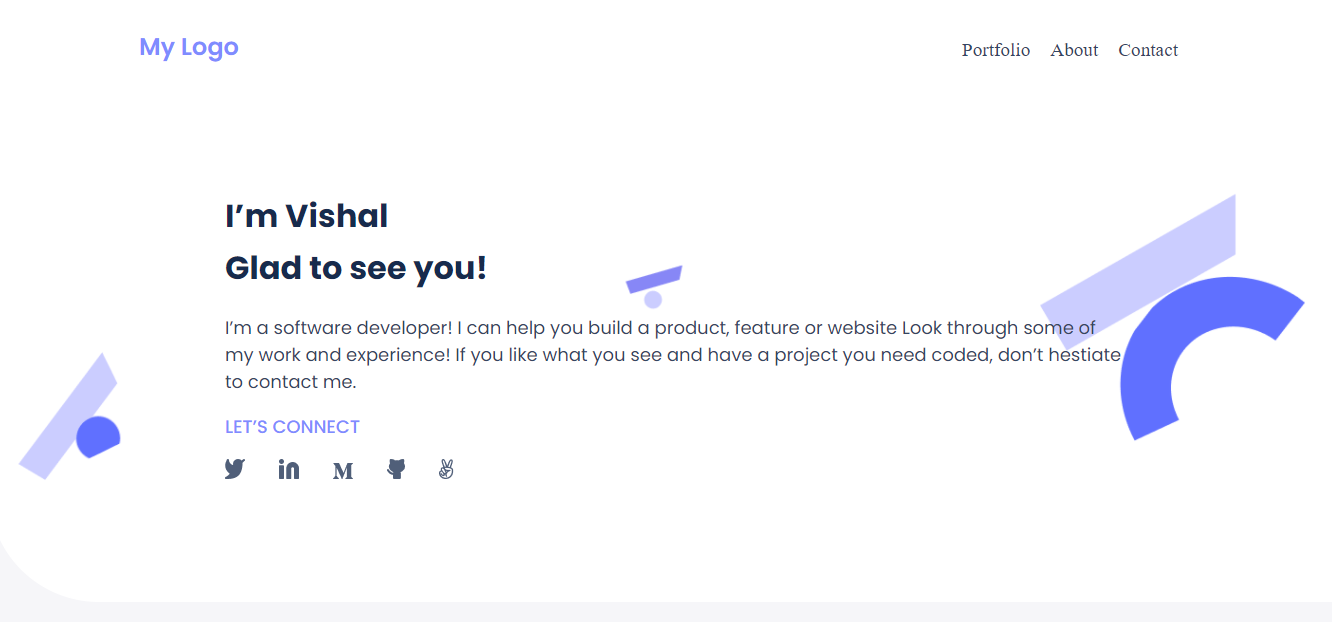 My Logo
Portfolio About Contact
I’m Vishal
Glad to see you!
I’m a software developer! I can help you build a product, feature or website Look through some of
my work and experience! If you like what you see and have a project you need coded, don’t hestiate
to contact me.
LET’S CONNECT